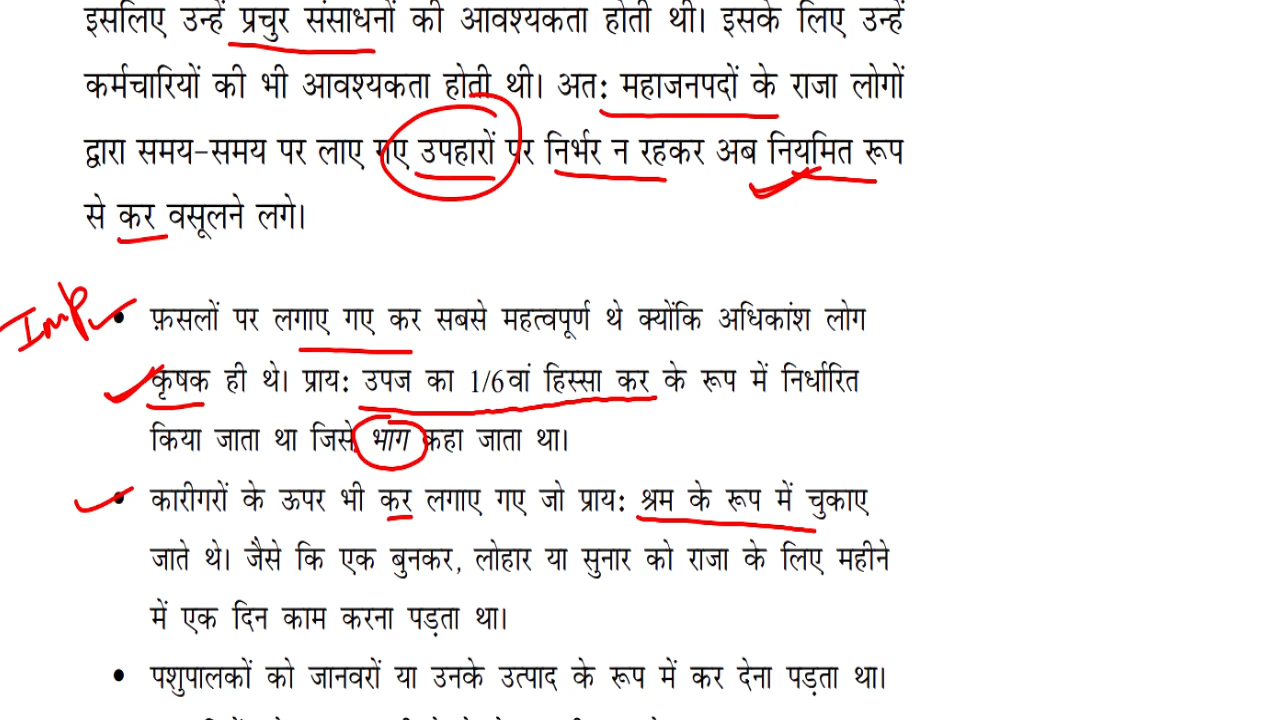 इसलिए उन्हें प्रचुर संसाधनों की आवश्यकता होती थी। इसके लिए उन्हें
कर्मचारियों की भी आवश्यकता होती थी। अत: महाजनपदों के राजा लोगों
द्वारा समय-समय पर लाए गए उपहारों पर निर्भर न रहकर अब नियमित रूप
से कर वसूलने लगे।
Imp
• फ़सलों पर लगाए गए कर सबसे महत्वपूर्ण थे क्योंकि अधिकांश लोग
कृषक ही थे। प्राय: उपज का 1/6वां हिस्सा कर के रूप में निर्धारित
किया जाता था जिसे भाग कहा जाता था।
• कारीगरों के ऊपर भी कर लगाए गए जो प्राय: श्रम के रूप में चुकाए
जाते थे। जैसे कि एक बुनकर, लोहार या सुनार को राजा के लिए महीने
में एक दिन काम करना पड़ता था।
• पशुपालकों को जानवरों या उनके उत्पाद के रूप में कर देना पड़ता था।